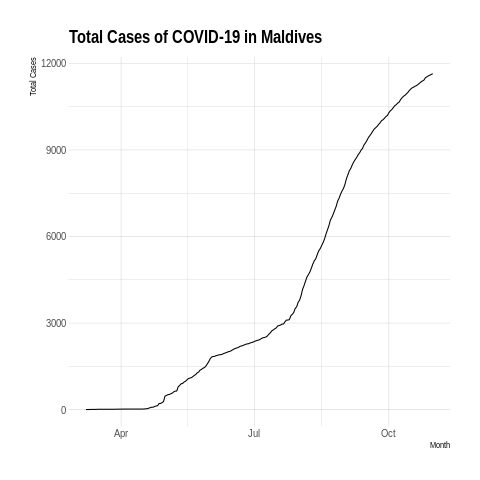 Total Cases of COVID-19 in Maldives
Total Cases
12000
9000
6000
3000
0
Apr
Jul
Oct
Month